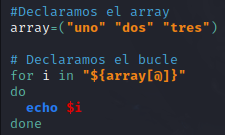 #Declaramos el array
array=("uno" "dos" "tres")
# Declaramos el bucle
for i in "${array[@]}"
do
echo $i
done